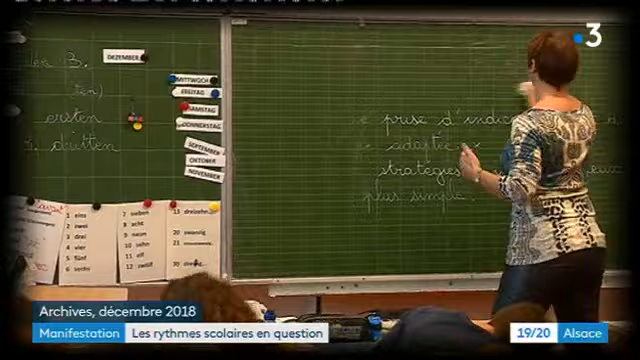 3
DEZEMBER
3.
MITTWOCH
FREITAG
SAMSTAG
DONNERSTAG
ersten
dritten
SEPTEMBER
OKTOBER
NOVEMBER
prise d'indic
adaptée
stratégies
eaux
plus simple.
1 eins
2 zwei
3 drei
4 vier
5 fünf
6 sechs
7 sieben
8 acht
9 neun
10 zehn
11 elf
12 zwölf
13 dreizehn
20 zwanzig
21
30
Archives, décembre 2018
Manifestation Les rythmes scolaires en question
19/20 Alsace